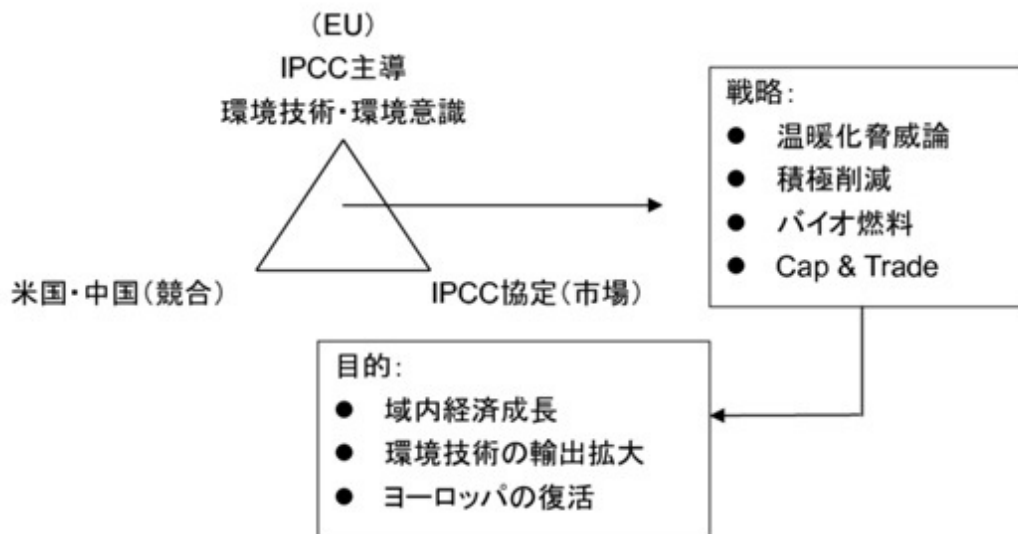 (EU)
IPCC主導
環境技術・環境意識
米国・中国(競合)
IPCC協定(市場)
戦略:
● 温暖化脅威論
● 積極削減
● バイオ燃料
● Cap & Trade
目的:
● 域内経済成長
● 環境技術の輸出拡大
● ヨーロッパの復活